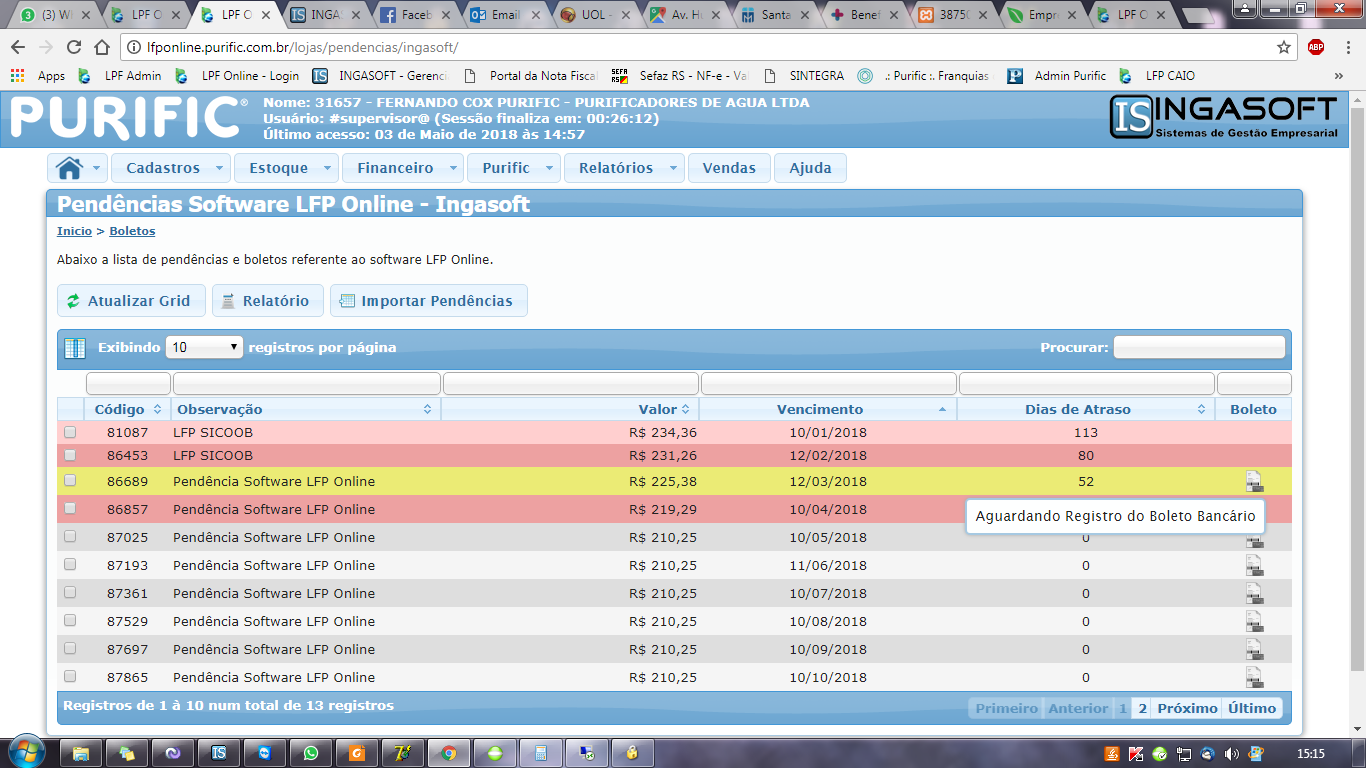 (3) W
LPF O
LPF O
INGAS
Faceb
Email
UOL -
Av. H
Santa
Benef
38750
Empre
LPF O
lfponline.purific.com.br/lojas/pendencias/ingasoft/
ABP
Apps
LPF Admin
LPF Online - Login
INGASOFT - Gerenci
Portal da Nota Fiscal
Sefaz RS - NF-e - Va
SINTEGRA
.: Purific :. Franquias
Admin Purific
LFP CAIO
»
PURIFIC®
Nome: 31657 - FERNANDO COX PURIFIC - PURIFICADORES DE AGUA LTDA
Usuário: #supervisor@ (Sessão finaliza em: 00:26:12)
Último acesso: 03 de Maio de 2018 às 14:57
IS INGASOFT
Sistemas de Gestão Empresarial
Cadastros
Estoque
Financeiro
Purific
Relatórios
Vendas
Ajuda
Pendências Software LFP Online - Ingasoft
Inicio > Boletos
Abaixo a lista de pendências e boletos referente ao software LFP Online.
Atualizar Grid
Relatório
Importar Pendências
Exibindo 10 registros por página
Procurar:
Código Observação Valor Vencimento Dias de Atraso Boleto
81087 LFP SICOOB R$ 234,36 10/01/2018 113
86453 LFP SICOOB R$ 231,26 12/02/2018 80
86689 Pendência Software LFP Online R$ 225,38 12/03/2018 52
86857 Pendência Software LFP Online R$ 219,29 10/04/2018
Aguardando Registro do Boleto Bancário
87025 Pendência Software LFP Online R$ 210,25 10/05/2018 0
87193 Pendência Software LFP Online R$ 210,25 11/06/2018 0
87361 Pendência Software LFP Online R$ 210,25 10/07/2018 0
87529 Pendência Software LFP Online R$ 210,25 10/08/2018 0
87697 Pendência Software LFP Online R$ 210,25 10/09/2018 0
87865 Pendência Software LFP Online R$ 210,25 10/10/2018 0
Registros de 1 à 10 num total de 13 registros
Primeiro Anterior 1 2 Próximo Último
15:15